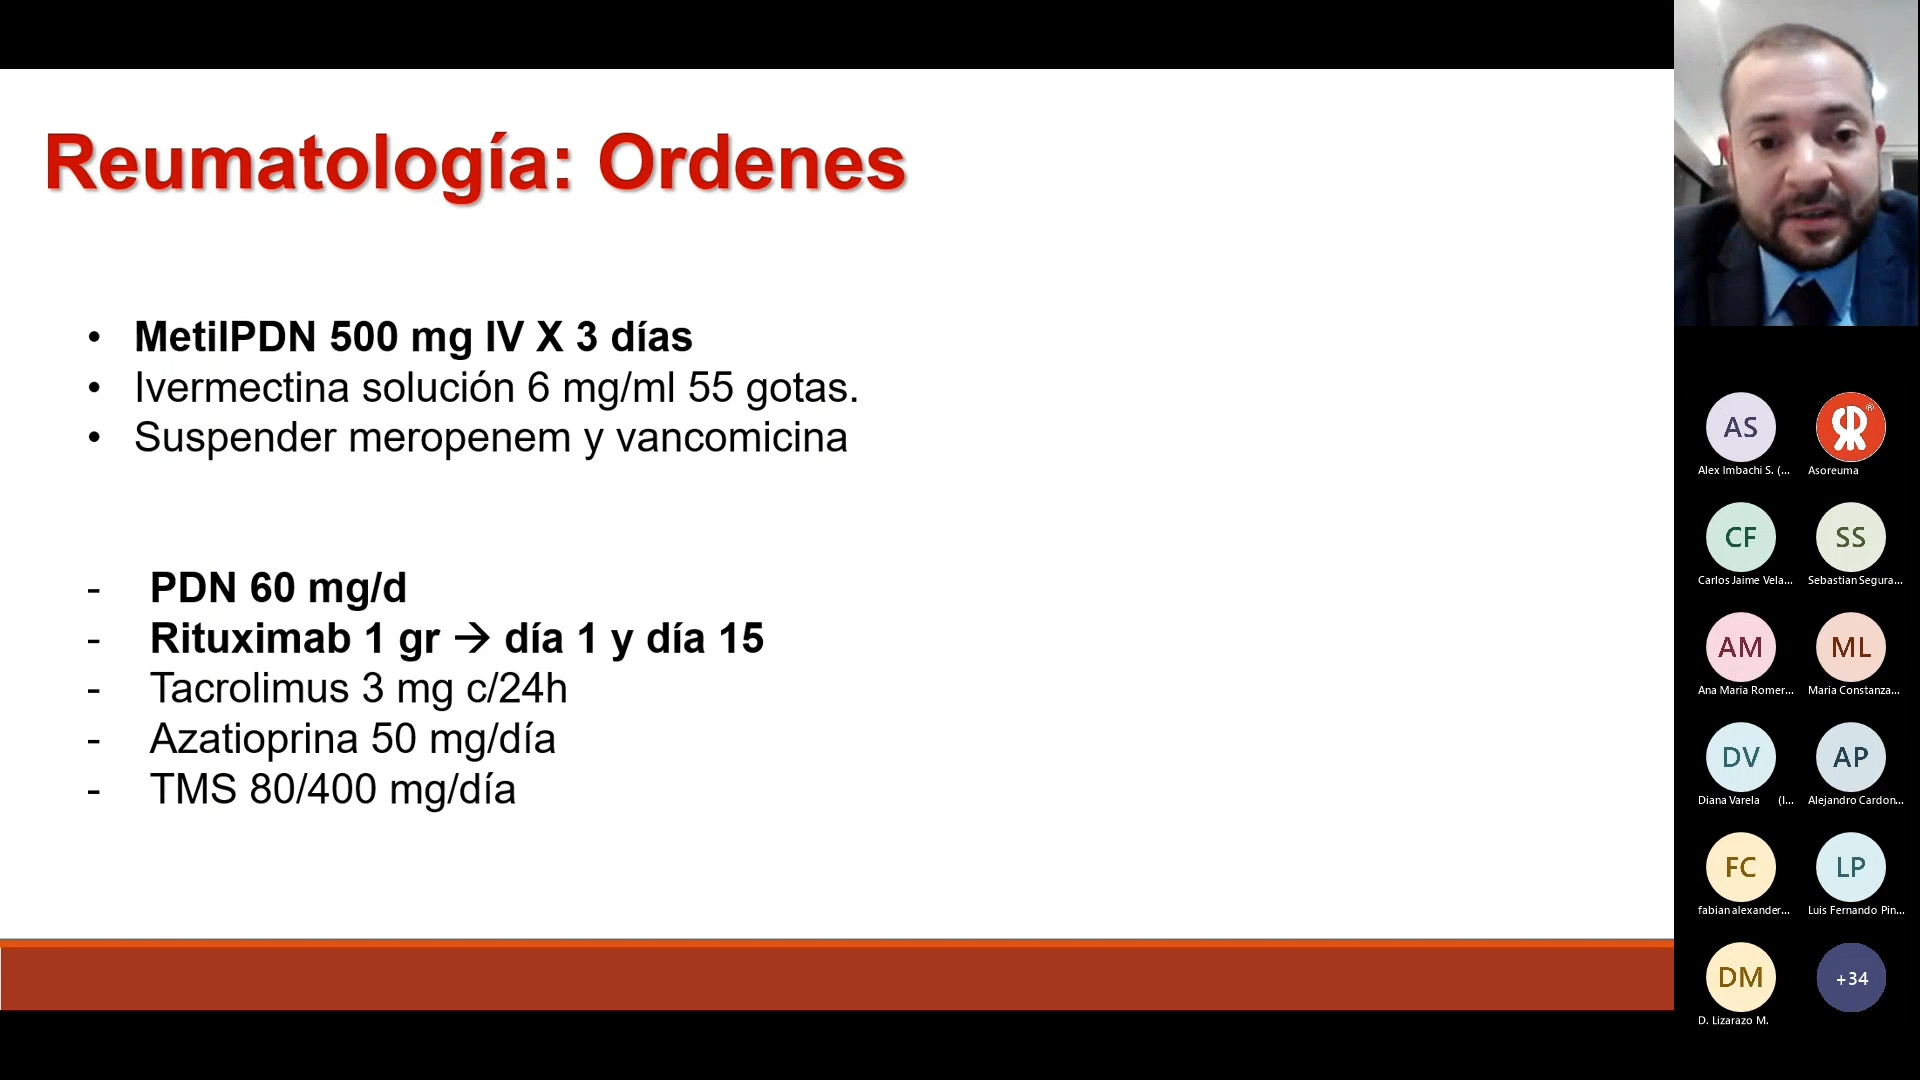 Reumatología: Ordenes
• MetilPDN 500 mg IV X 3 días
• Ivermectina solución 6 mg/ml 55 gotas.
• Suspender meropenem y vancomicina
- PDN 60 mg/d
- Rituximab 1 gr → día 1 y día 15
- Tacrolimus 3 mg c/24h
- Azatioprina 50 mg/día
- TMS 80/400 mg/día
AS
Alex Imbachi S. (...
Asoreuma
CF
Carlos Jaime Vela...
SS
Sebastian Segura...
AM
Ana Maria Romer...
ML
Maria Constanza...
DV
Diana Varela (I...
AP
Alejandro Cardon...
FC
fabian alexander...
LP
Luis Fernando Pin...
DM
D. Lizarazo M.
+34